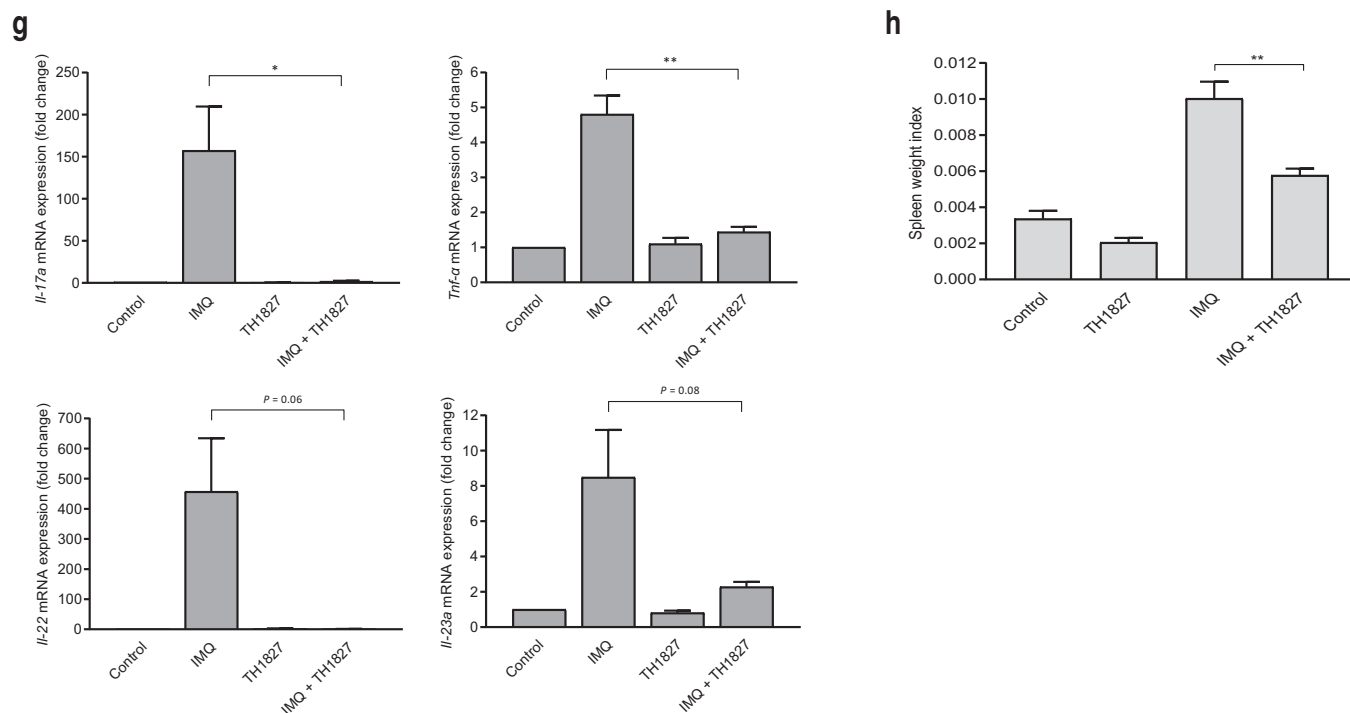 g
Il-17a mRNA expression (fold change)
250
200
150
100
50
0
*
Control
IMQ
TH1827
IMQ + TH1827
Tnf-α mRNA expression (fold change)
6
5
4
3
2
1
0
**
Control
IMQ
TH1827
IMQ + TH1827
Il-22 mRNA expression (fold change)
700
600
500
400
300
200
100
0
P = 0.06
Control
IMQ
TH1827
IMQ + TH1827
Il-23a mRNA expression (fold change)
12
10
8
6
4
2
0
P = 0.08
Control
IMQ
TH1827
IMQ + TH1827
h
Spleen weight index
0.012
0.010
0.008
0.006
0.004
0.002
0.000
**
Control
TH1827
IMQ
IMQ + TH1827